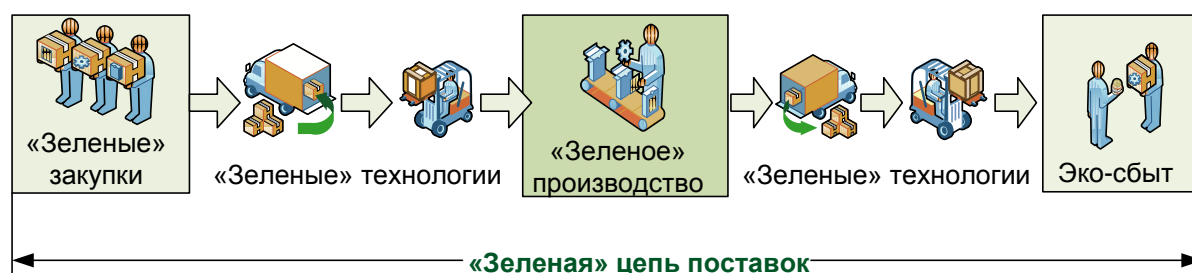 «Зеленые»
закупки
«Зеленые» технологии
«Зеленое»
производство
«Зеленые» технологии
Эко-сбыт
«Зеленая» цепь поставок